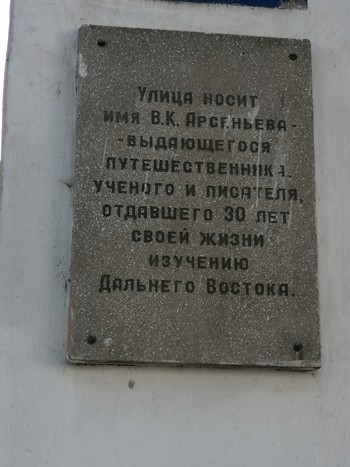 Улица носит
имя В.К. Арсеньева-
-выдающегося
путешественника,
ученого и писателя,
отдавшего 30 лет
своей жизни
изучению
Дальнего Востока.